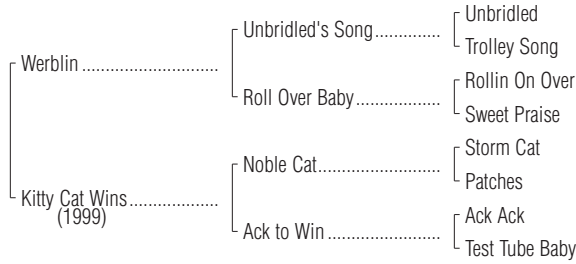 Unbridled
Unbridled's Song..............
Trolley Song
Werblin .............................
Rollin On Over
Roll Over Baby..................
Sweet Praise
Storm Cat
Noble Cat..........................
Patches
Kitty Cat Wins...................
(1999)
Ack Ack
Ack to Win ........................
Test Tube Baby